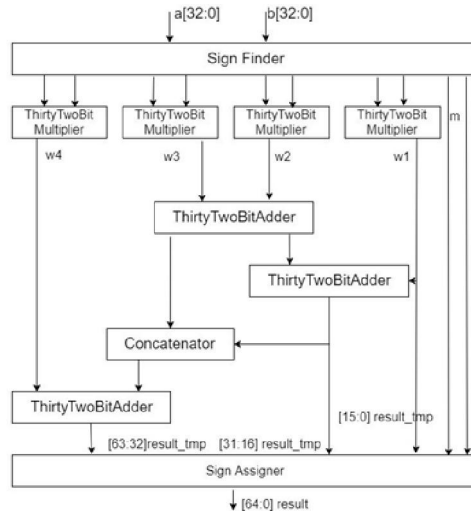 a[32:0]
b[32:0]
Sign Finder
ThirtyTwoBit
Multiplier
ThirtyTwoBit
Multiplier
ThirtyTwoBit
Multiplier
ThirtyTwoBit
Multiplier
m
w4
w3
w2
w1
ThirtyTwoBitAdder
ThirtyTwoBitAdder
Concatenator
ThirtyTwoBitAdder
[15:0] result_tmp
[63:32]result_tmp
[31:16] result_tmp
Sign Assigner
[64:0] result